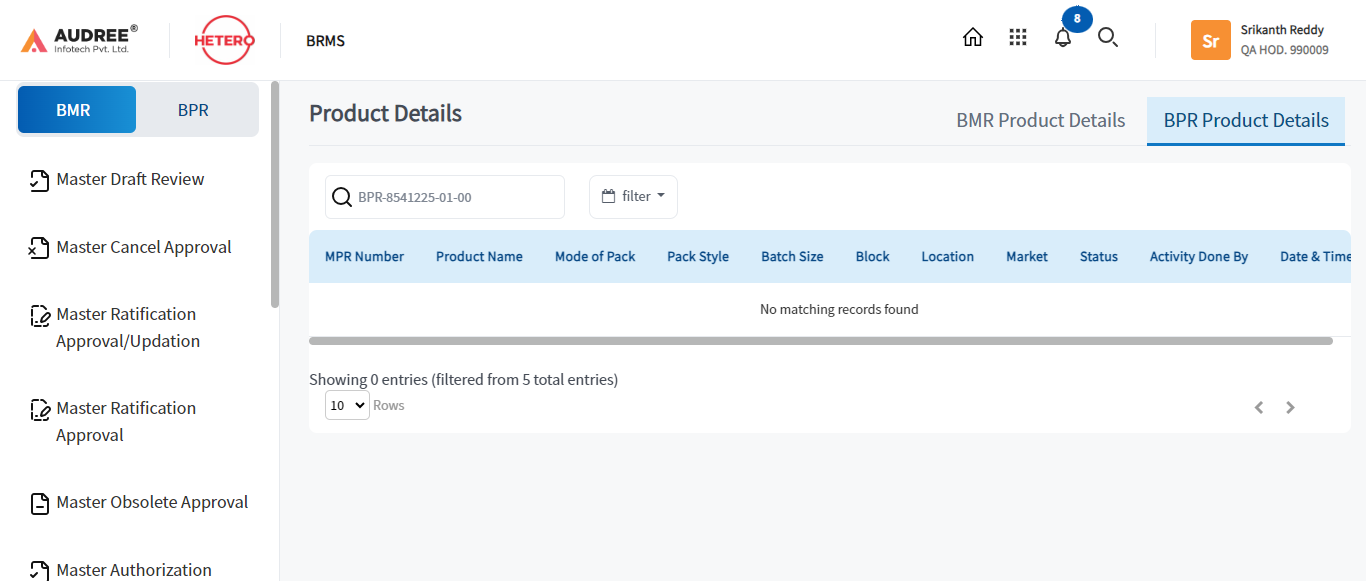 AUDREE®
Infotech Pvt. Ltd.
HETERO
BRMS
8
Sr
Srikanth Reddy
QA HOD. 990009
BMR
BPR
Master Draft Review
Master Cancel Approval
Master Ratification
Approval/Updation
Master Ratification
Approval
Master Obsolete Approval
Master Authorization
Product Details
BMR Product Details
BPR Product Details
BPR-8541225-01-00
filter
MPR Number Product Name Mode of Pack Pack Style Batch Size Block Location Market Status Activity Done By Date & Time
No matching records found
Showing 0 entries (filtered from 5 total entries)
10 Rows